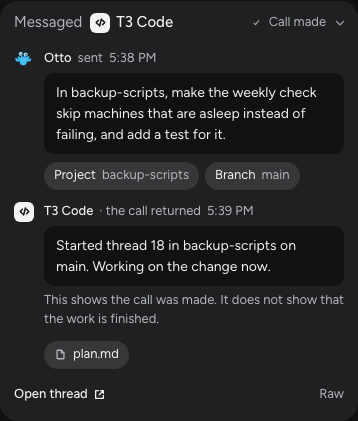 Messaged T3 Code Call made
Otto sent 5:38 PM
In backup-scripts, make the weekly check
skip machines that are asleep instead of
failing, and add a test for it.
Project backup-scripts Branch main
T3 Code · the call returned 5:39 PM
Started thread 18 in backup-scripts on
main. Working on the change now.
This shows the call was made. It does not show that
the work is finished.
plan.md
Open thread Raw